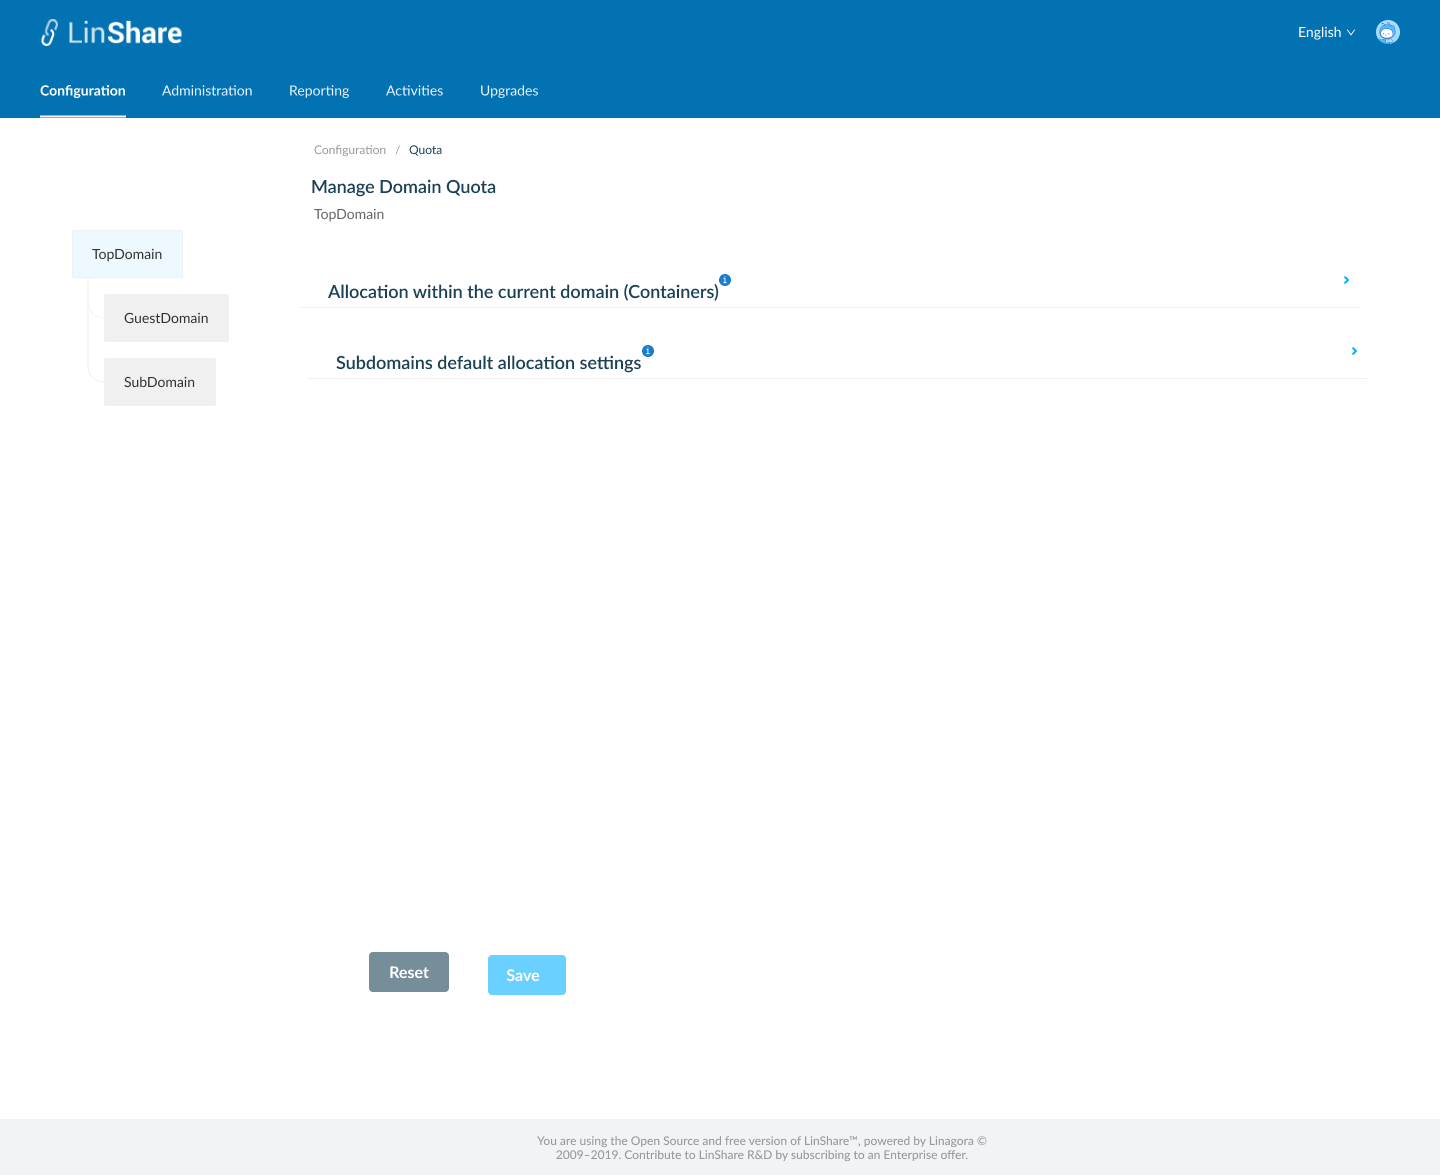 LinShare
English
Configuration Administration Reporting Activities Upgrades
Configuration / Quota
Manage Domain Quota
TopDomain
TopDomain
GuestDomain
SubDomain
Allocation within the current domain (Containers)
Subdomains default allocation settings
Reset
Save
You are using the Open Source and free version of LinShare™, powered by Linagora ©
2009–2019. Contribute to LinShare R&D by subscribing to an Enterprise offer.